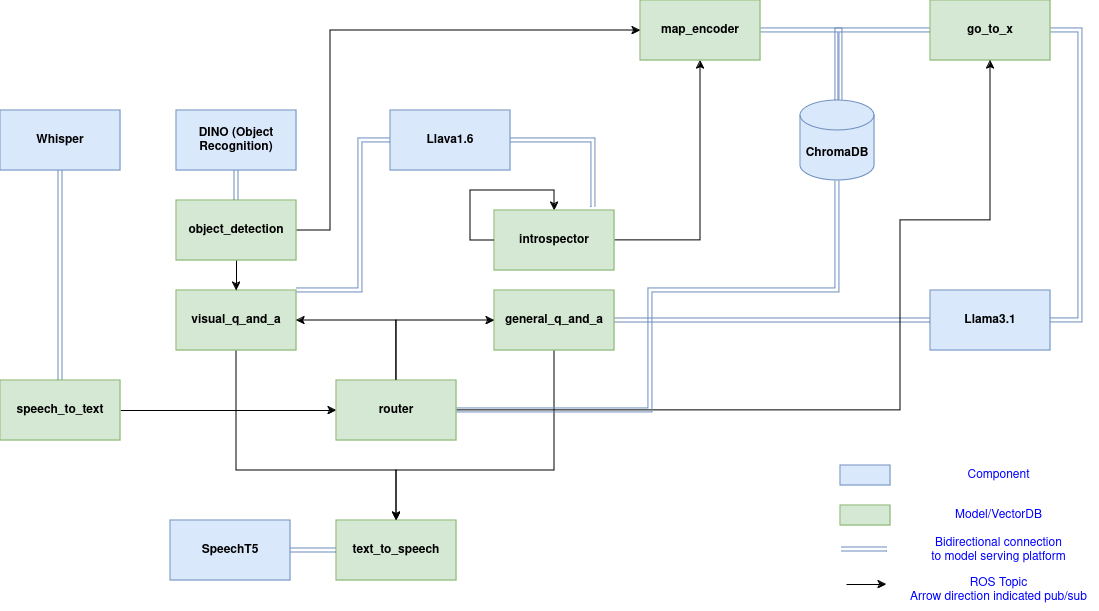 map_encoder
go_to_x
Whisper
DINO (Object
Recognition)
Llava1.6
ChromaDB
object_detection
introspector
visual_q_and_a
general_q_and_a
Llama3.1
speech_to_text
router
Component
Model/VectorDB
SpeechT5
text_to_speech
Bidirectional connection
to model serving platform
ROS Topic
Arrow direction indicated pub/sub